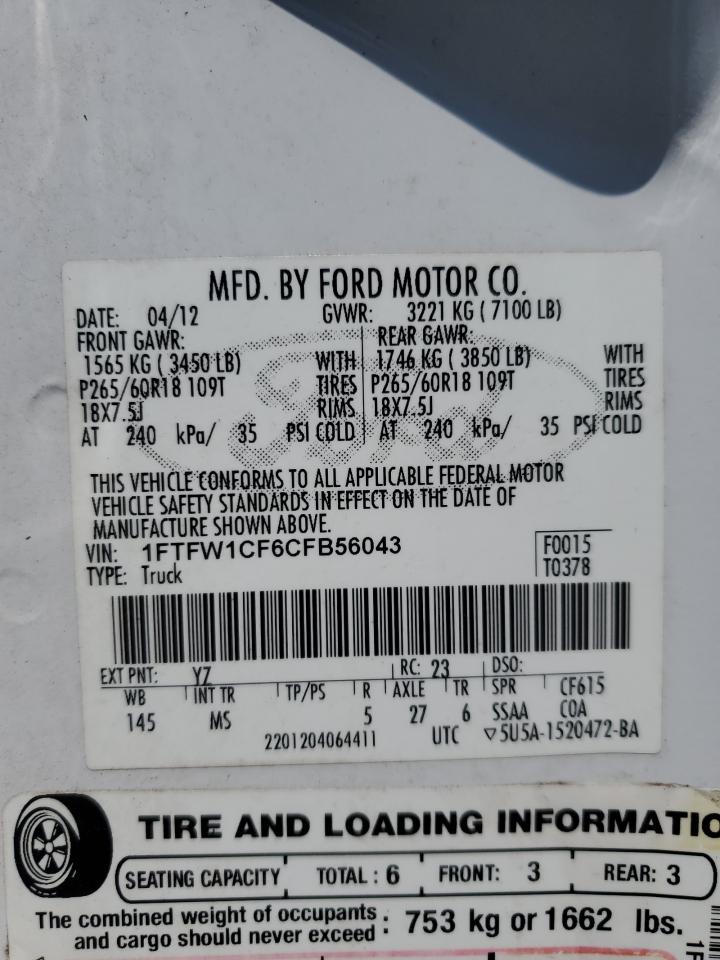 MFD. BY FORD MOTOR CO.
DATE: 04/12 GVWR: 3221 KG ( 7100 LB)
FRONT GAWR: REAR GAWR:
1565 KG ( 3450 LB) WITH 1746 KG ( 3850 LB) WITH
P265/60R18 109T TIRES P265/60R18 109T TIRES
18X7.5J RIMS 18X7.5J RIMS
AT 240 kPa/ 35 PSI COLD AT 240 kPa/ 35 PSI COLD
Ford
THIS VEHICLE CONFORMS TO ALL APPLICABLE FEDERAL MOTOR
VEHICLE SAFETY STANDARDS IN EFFECT ON THE DATE OF
MANUFACTURE SHOWN ABOVE.
VIN: 1FTFW1CF6CFB56043 F0015
TYPE: Truck T0378
EXT PNT: YZ RC: 23 DSO:
WB INT TR TP/PS R AXLE TR SPR CF615
145 MS 5 27 6 SSAA COA
2201204064411 UTC ▽5U5A-1520472-BA
TIRE AND LOADING INFORMATIO
SEATING CAPACITY TOTAL : 6 FRONT: 3 REAR: 3
The combined weight of occupants : 753 kg or 1662 lbs.
and cargo should never exceed
1F